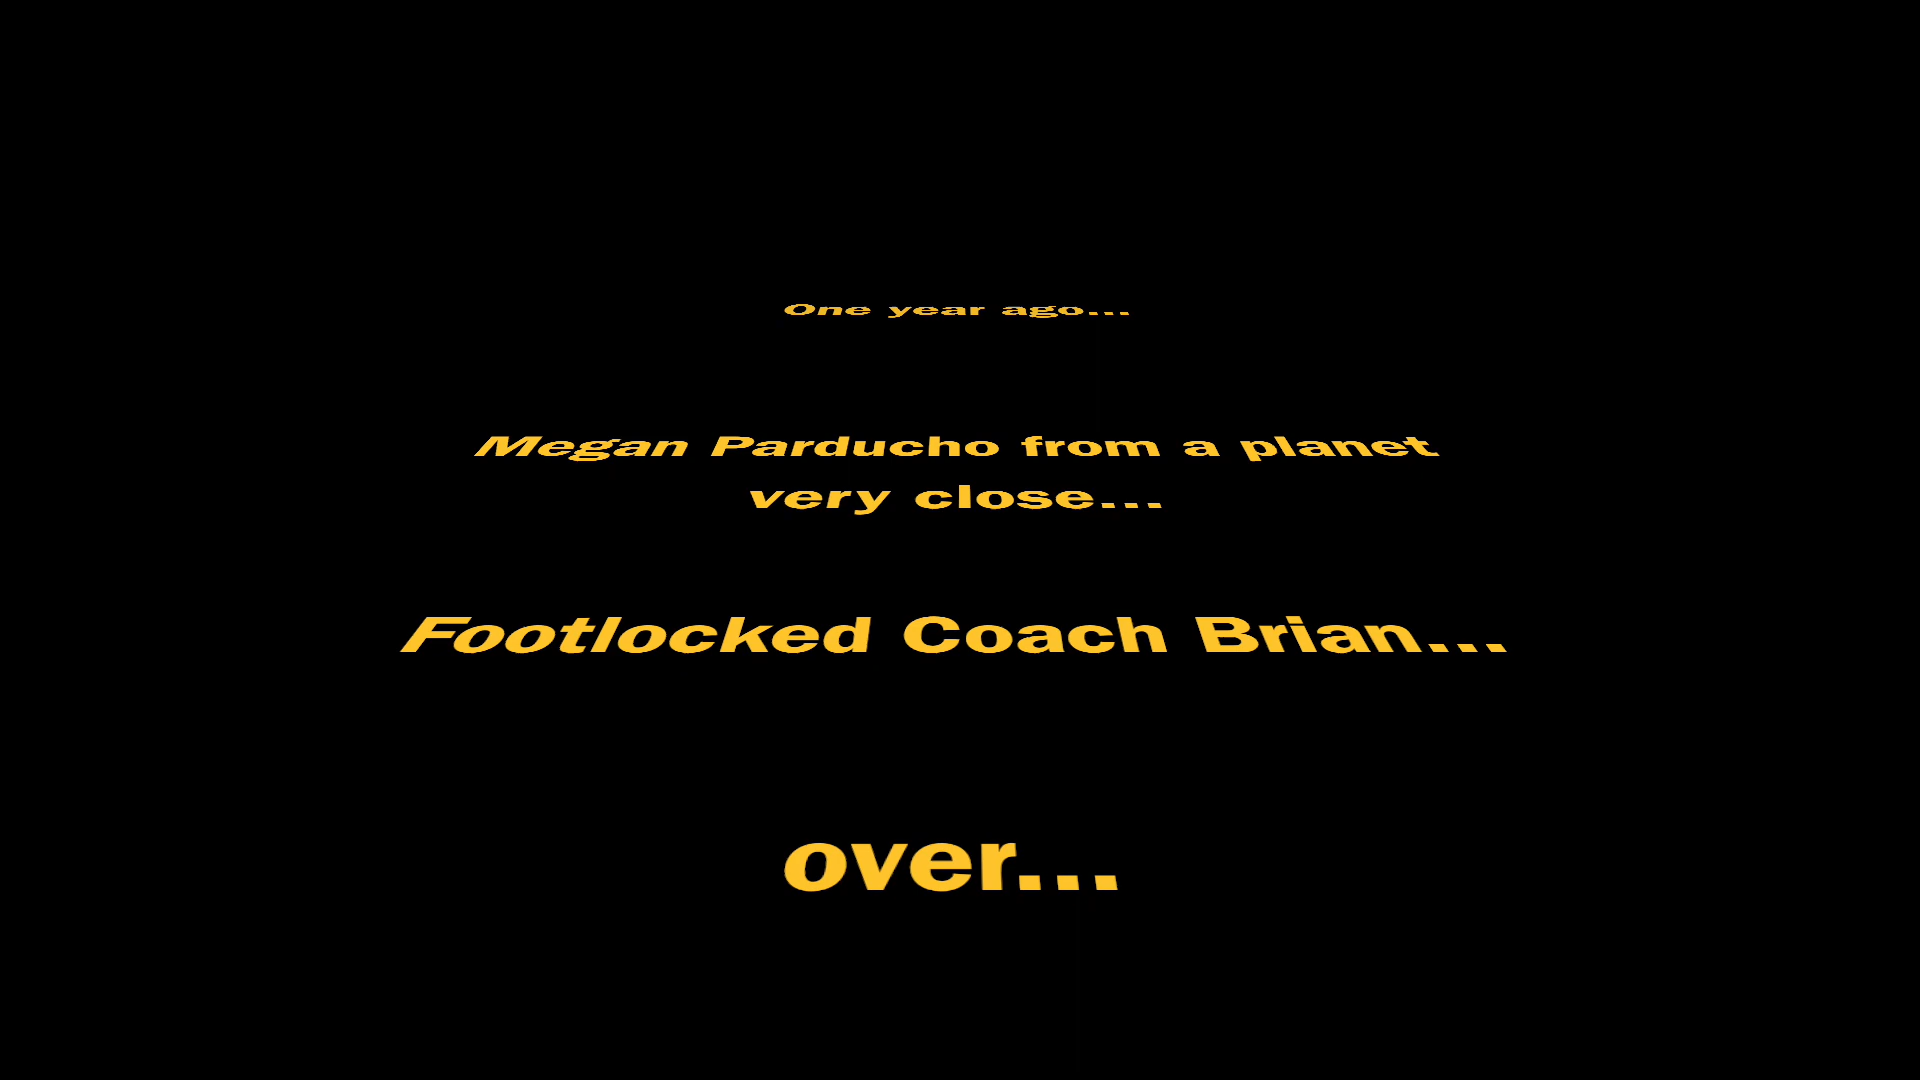 One year ago...
Megan Parducho from a planet
very close...
Footlocked Coach Brian...
over...